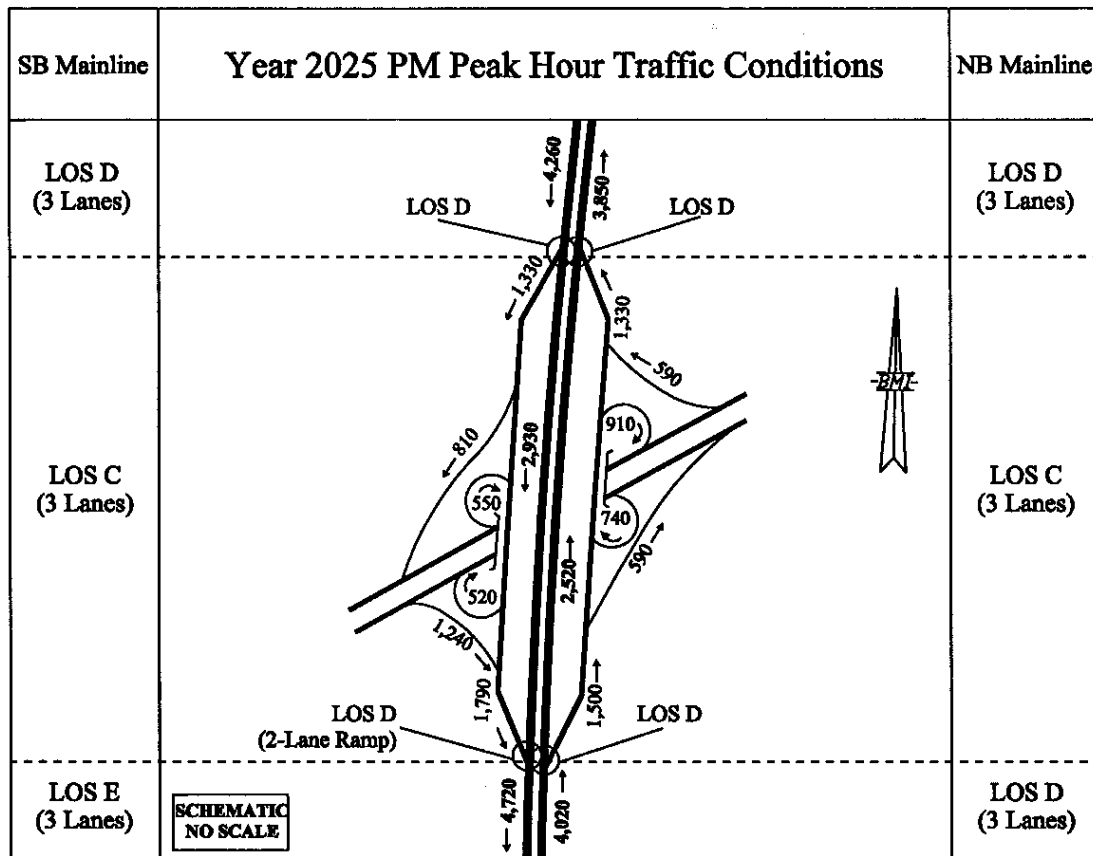 SB Mainline
Year 2025 PM Peak Hour Traffic Conditions
NB Mainline
LOS D
(3 Lanes)
4,260
3,850
LOS D
(3 Lanes)
LOS D
LOS D
1,330
1,330
590
BMI
910
810
2,930
LOS C
(3 Lanes)
550
740
LOS C
(3 Lanes)
2,520
590
520
1,240
1,790
1,500
LOS D
(2-Lane Ramp)
LOS D
LOS E
(3 Lanes)
SCHEMATIC
NO SCALE
4,720
4,020
LOS D
(3 Lanes)